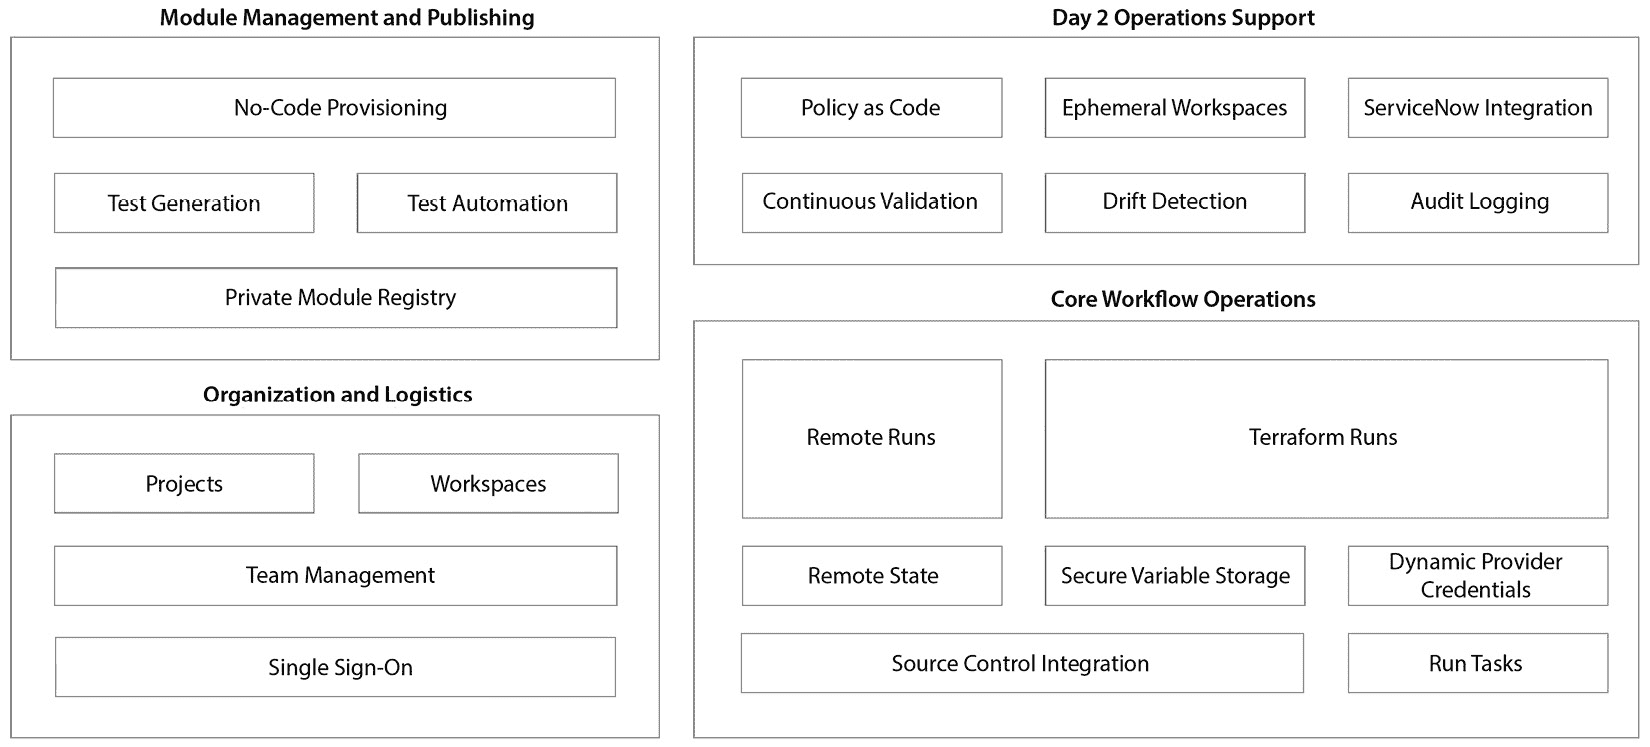 Module Management and Publishing
No-Code Provisioning
Test Generation
Test Automation
Private Module Registry
Organization and Logistics
Projects
Workspaces
Team Management
Single Sign-On
Day 2 Operations Support
Policy as Code
Ephemeral Workspaces
ServiceNow Integration
Continuous Validation
Drift Detection
Audit Logging
Core Workflow Operations
Remote Runs
Terraform Runs
Remote State
Secure Variable Storage
Dynamic Provider
Credentials
Source Control Integration
Run Tasks